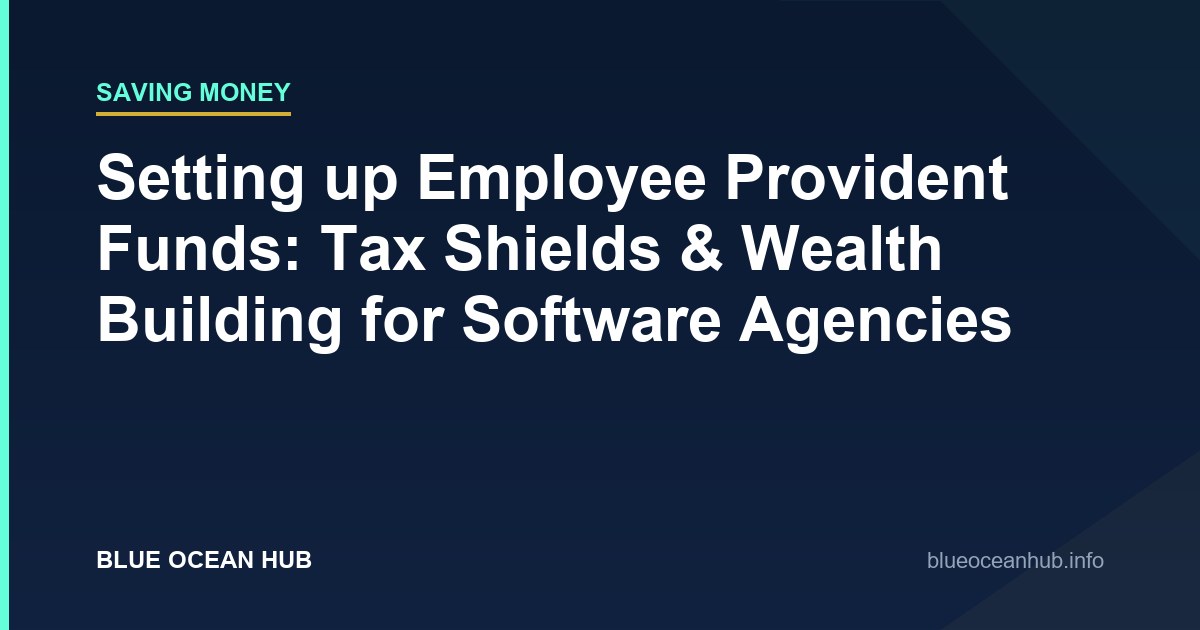 SAVING MONEY
Setting up Employee Provident
Funds: Tax Shields & Wealth
Building for Software Agencies
BLUE OCEAN HUB
blueoceanhub.info